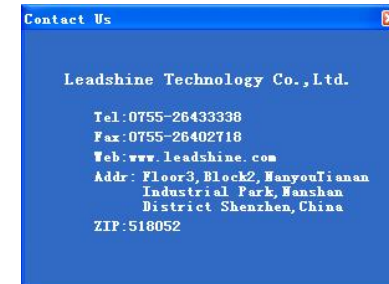 Contact Us
Leadshine Technology Co.,Ltd.
Tel:0755-26433338
Fax:0755-26402718
Web:www.leadshine.com
Addr: Floor3,Block2,NanyouTianan
Industrial Park,Nanshan
District Shenzhen,China
ZIP:518052